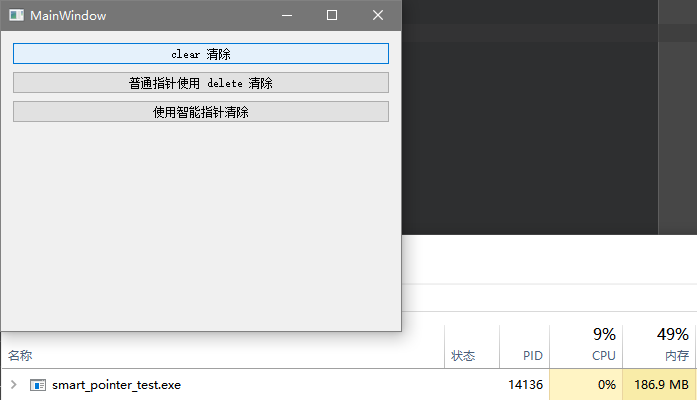 MainWindow
clear 清除
普通指针使用 delete 清除
使用智能指针清除
9% 49%
名称 状态 PID CPU 内存
smart_pointer_test.exe 14136 0% 186.9 MB